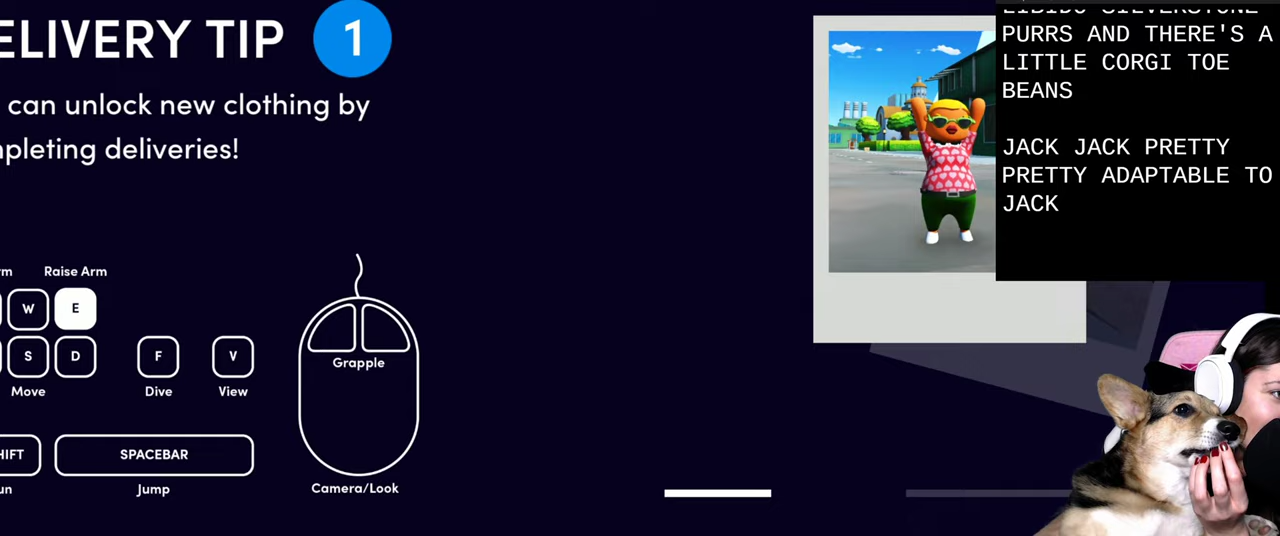 ELIVERY TIP 1
can unlock new clothing by
mpleting deliveries!
rm Raise Arm
W E
S D F V
Move Dive View
HIFT SPACEBAR
un Jump
Grapple
Camera/Look
PURRS AND THERE'S A
LITTLE CORGI TOE
BEANS
JACK JACK PRETTY
PRETTY ADAPTABLE TO
JACK